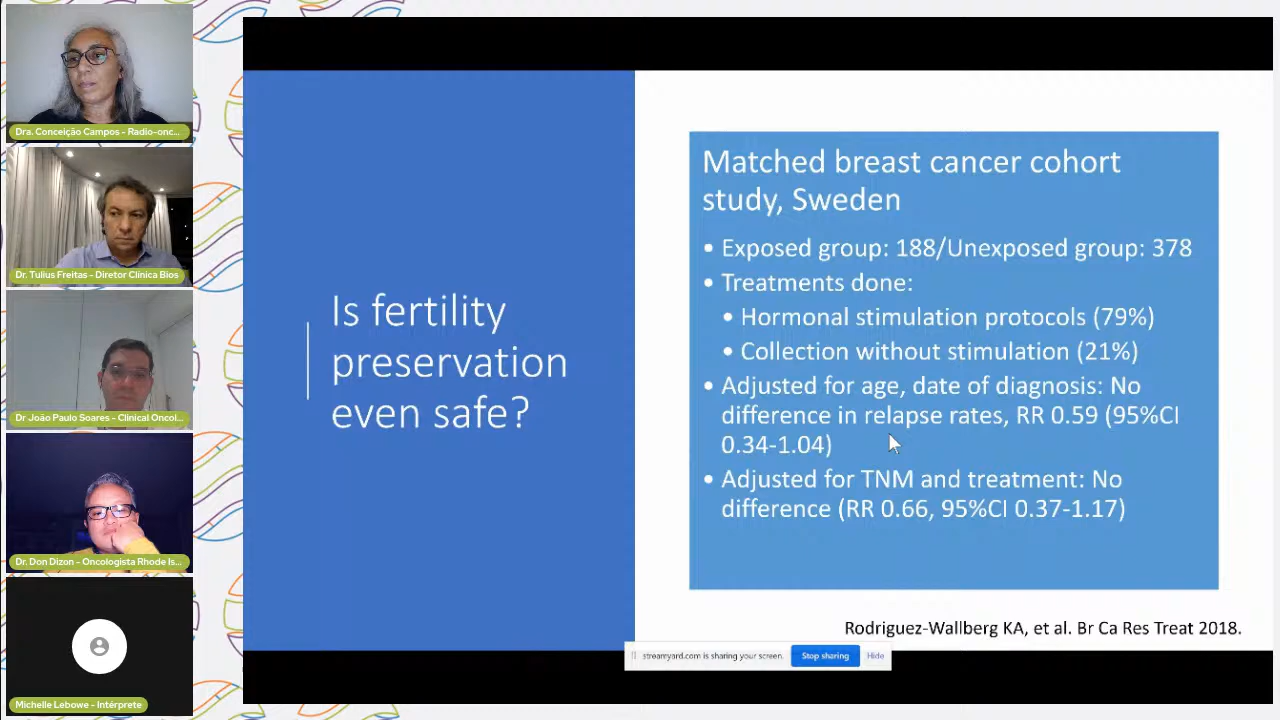 Dra. Conceição Campos - Radio-onc...
Dr. Tulius Freitas - Diretor Clínica Bios
Dr João Paulo Soares - Clinical Oncol...
Dr. Don Dizon - Oncologista Rhode Is...
Michelle Lebowe - Intérprete
Is fertility
preservation
even safe?
Matched breast cancer cohort
study, Sweden
• Exposed group: 188/Unexposed group: 378
• Treatments done:
• Hormonal stimulation protocols (79%)
• Collection without stimulation (21%)
• Adjusted for age, date of diagnosis: No
difference in relapse rates, RR 0.59 (95%CI
0.34-1.04)
• Adjusted for TNM and treatment: No
difference (RR 0.66, 95%CI 0.37-1.17)
Rodriguez-Wallberg KA, et al. Br Ca Res Treat 2018.
streamyard.com is sharing your screen. Stop sharing Hide